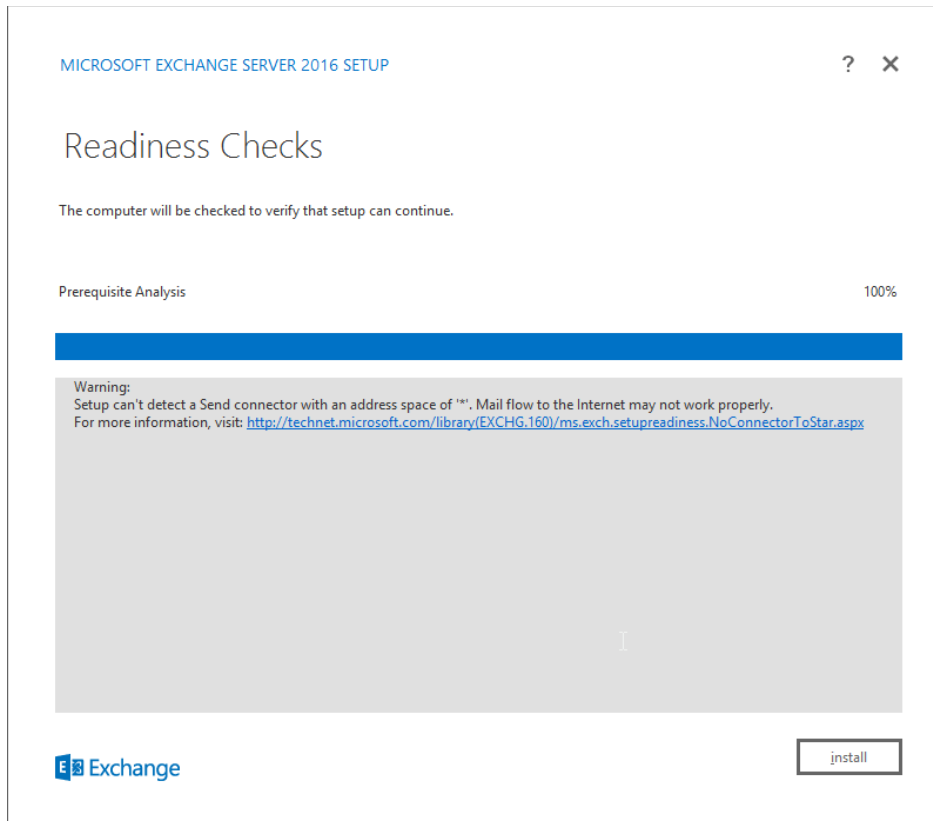 MICROSOFT EXCHANGE SERVER 2016 SETUP
?
Readiness Checks
The computer will be checked to verify that setup can continue.
Prerequisite Analysis 100%
Warning:
Setup can't detect a Send connector with an address space of '*'. Mail flow to the Internet may not work properly.
For more information, visit: http://technet.microsoft.com/library(EXCHG.160)/ms.exch.setupreadiness.NoConnectorToStar.aspx
E Exchange
install